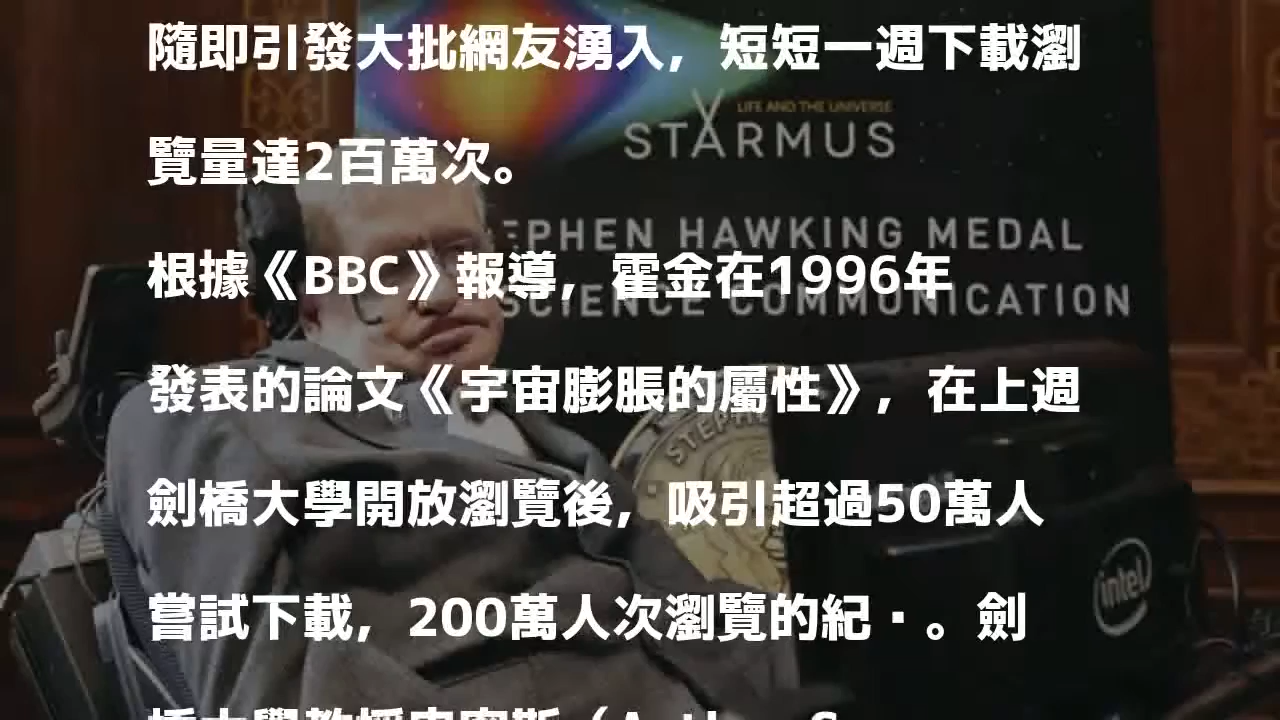 隨即引發大批網友湧入，短短一週下載瀏
LIFE AND THE UNIVERSE
STARMUS
覽量達2百萬次。
EPHEN HAWKING MEDAL
根據《BBC》報導，霍金在1996年
SCIENCE COMMUNICATION
發表的論文《宇宙膨脹的屬性》，在上週
STEPHE
劍橋大學開放瀏覽後，吸引超過50萬人
intel
嘗試下載，200萬人次瀏覽的紀▪。劍